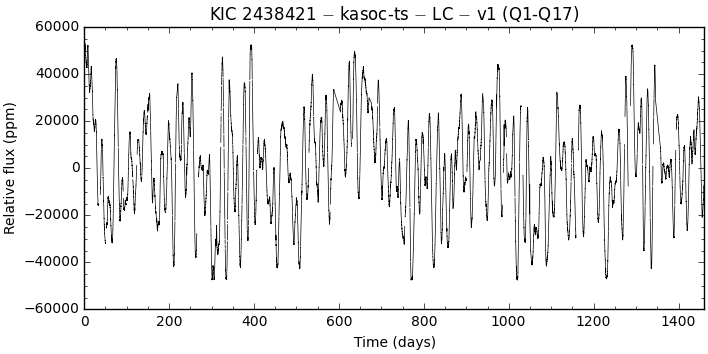 KIC 2438421 − kasoc-ts − LC − v1 (Q1-Q17)
Relative flux (ppm)
60000
40000
20000
0
−20000
−40000
−60000
0 200 400 600 800 1000 1200 1400
Time (days)